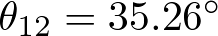 θ₁₂ = 35.26°